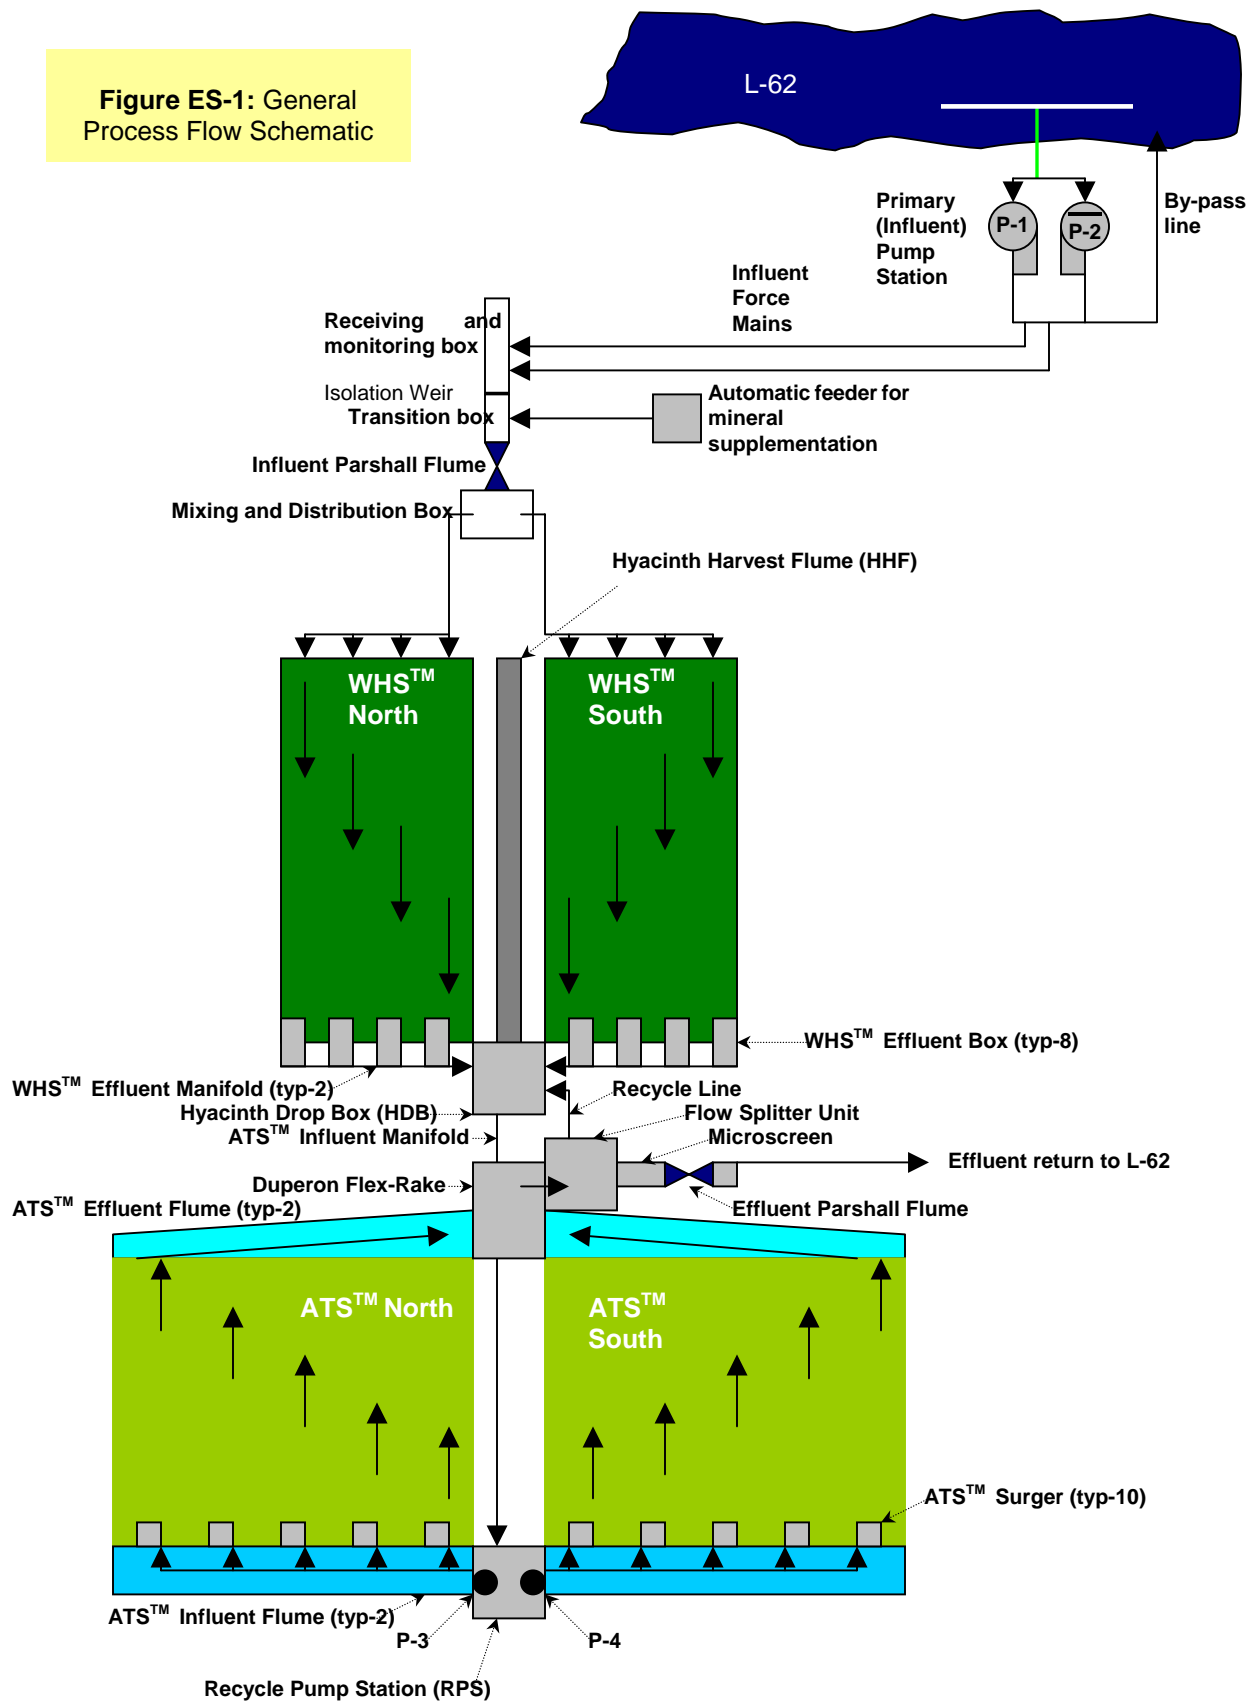 Figure ES-1: General
Process Flow Schematic
L-62
Primary
(Influent)
Pump
Station
P-1
P-2
By-pass
line
Influent
Force
Mains
Receiving and
monitoring box
Isolation Weir
Transition box
Automatic feeder for
mineral
supplementation
Influent Parshall Flume
Mixing and Distribution Box
Hyacinth Harvest Flume (HHF)
WHS™
North
WHS™
South
WHS™ Effluent Box (typ-8)
WHS™ Effluent Manifold (typ-2)
Recycle Line
Hyacinth Drop Box (HDB)
Flow Splitter Unit
ATS™ Influent Manifold
Microscreen
Effluent return to L-62
Duperon Flex-Rake
ATS™ Effluent Flume (typ-2)
Effluent Parshall Flume
ATS™ North
ATS™
South
ATS™ Surger (typ-10)
ATS™ Influent Flume (typ-2)
P-3
P-4
Recycle Pump Station (RPS)